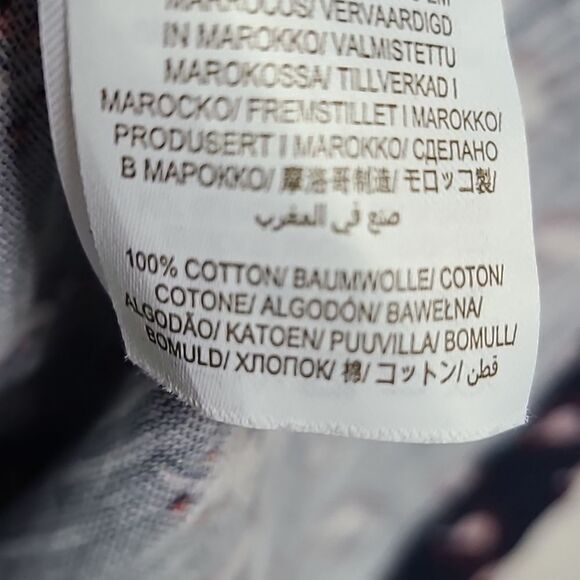 MARROCOS/ VERVAARDIGD
IN MAROKKO/ VALMISTETTU
MAROKOSSA/ TILLVERKAD I
MAROCKO/ FREMSTILLET I MAROKKO/
PRODUSERT I MAROKKO/ СДЕЛАНО
В МАРОККО/ 摩洛哥制造/ モロッコ製/
صنع في المغرب
100% COTTON/ BAUMWOLLE/ COTON/
COTONE/ ALGODÓN/ BAWEŁNA/
ALGODÃO/ KATOEN/ PUUVILLA/ BOMULL/
BOMULD/ ХЛОПОК/ 棉/ コットン/ قطن